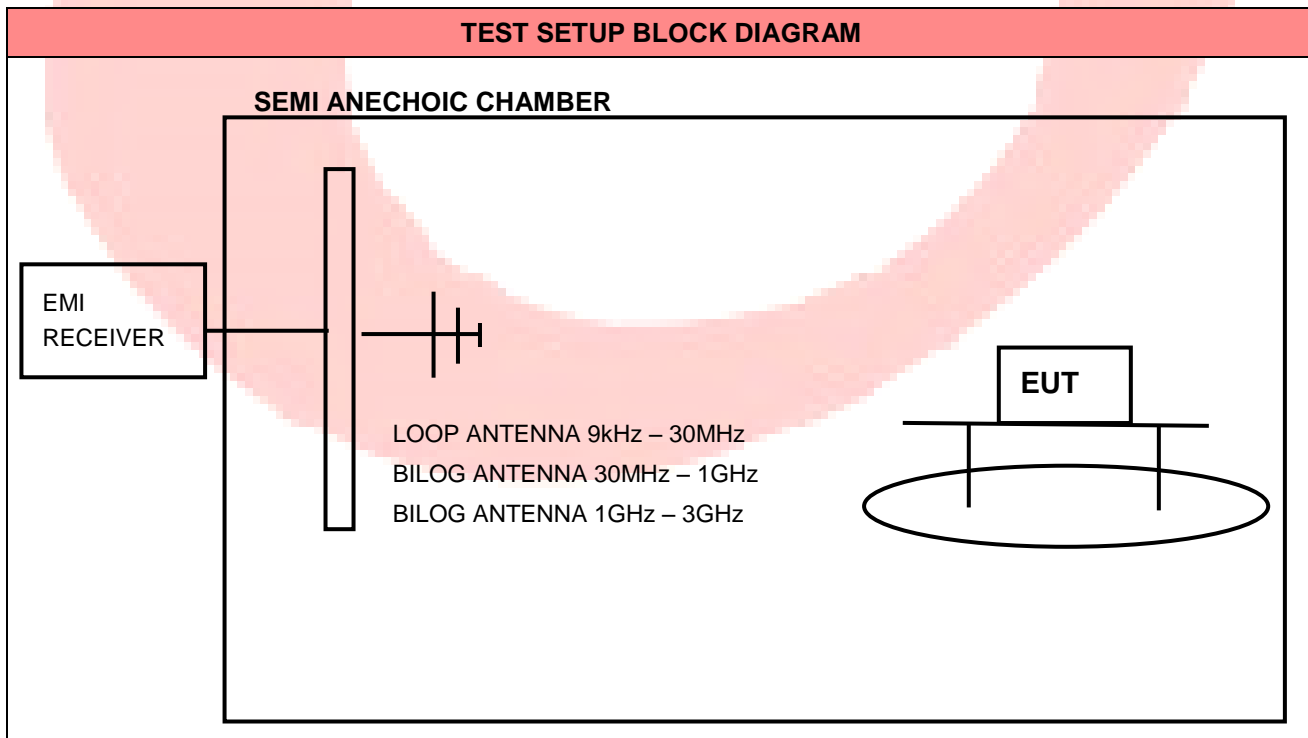 TEST SETUP BLOCK DIAGRAM
SEMI ANECHOIC CHAMBER
EMI
RECEIVER
EUT
LOOP ANTENNA 9kHz – 30MHz
BILOG ANTENNA 30MHz – 1GHz
BILOG ANTENNA 1GHz – 3GHz